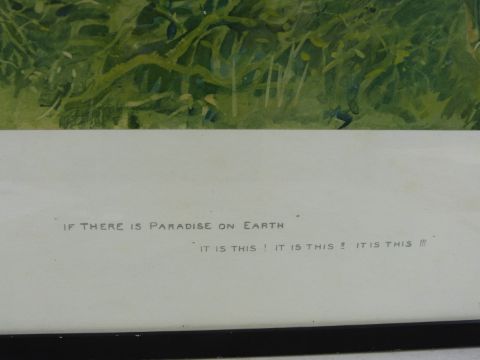 "IF THERE IS PARADISE ON EARTH
"IT IS THIS ! IT IS THIS !! IT IS THIS !!!